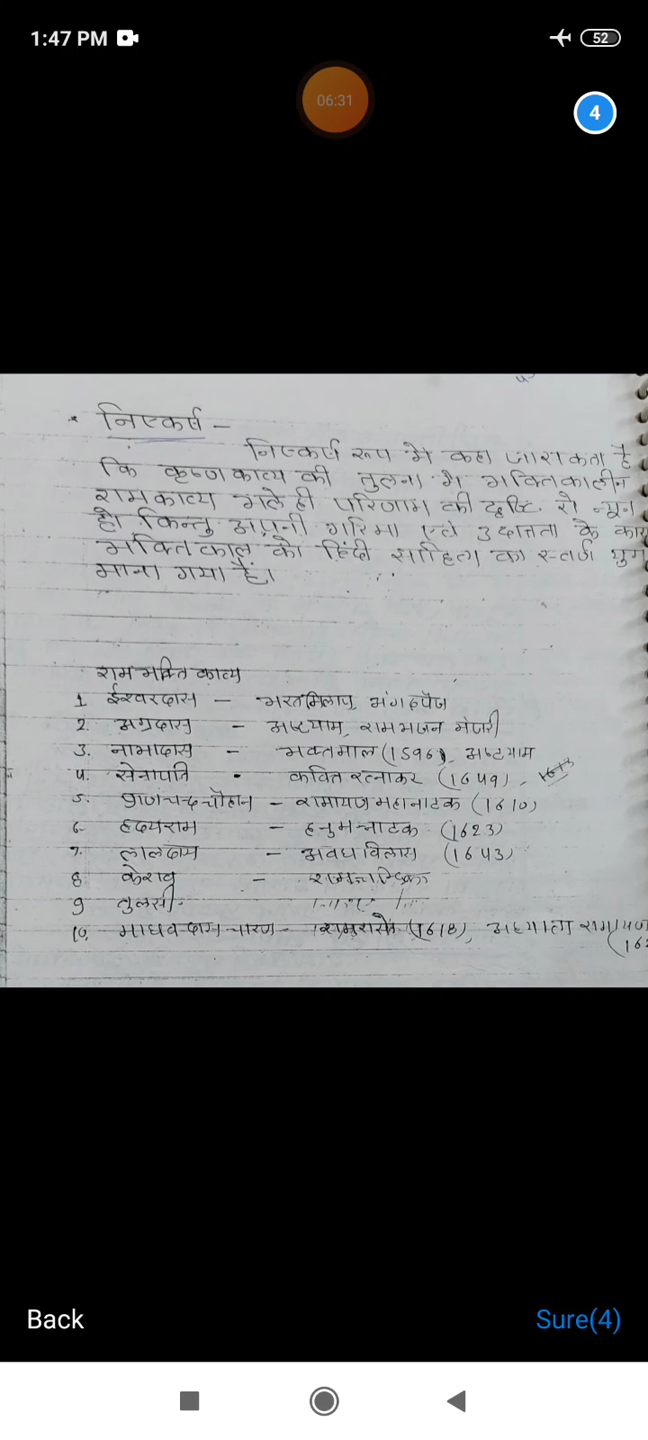 1:47 PM
52
06:31
4
* निष्कर्ष –
निष्कर्ष रूप मे कहा जा सकता है
कि कृष्ण काव्य की तुलना मे भक्तिकालीन
रामकाव्य भले ही परिणाम की दृष्टि से न्यून
हो। किन्तु अपनी गरिमा एवं उदात्तता के
भक्तिकाल को हिंदी साहित्य का स्वर्ण युग
माना गया है।
राम भक्ति काव्य
1 ईश्वरदास – भरतमिलाप, अंगदपैज
2. अग्रदास – अष्टयाम, राम भजन मंजरी
3. नाभादास – भक्तमाल (1596), अष्टयाम
4. सेनापति - कवित रत्नाकर (1649),
5. प्राणचन्द चौहान – रामायण महानाटक (1610)
6- हृदयराम – हनुमन्नाटक (1623)
7. लालदास – अवध विलास (1643)
8 केशव – रामचन्द्रिका
9 तुलसी-
10. माधवदास चारण – रामरासो (1618), अध्यात्म रामायण
Back
Sure(4)